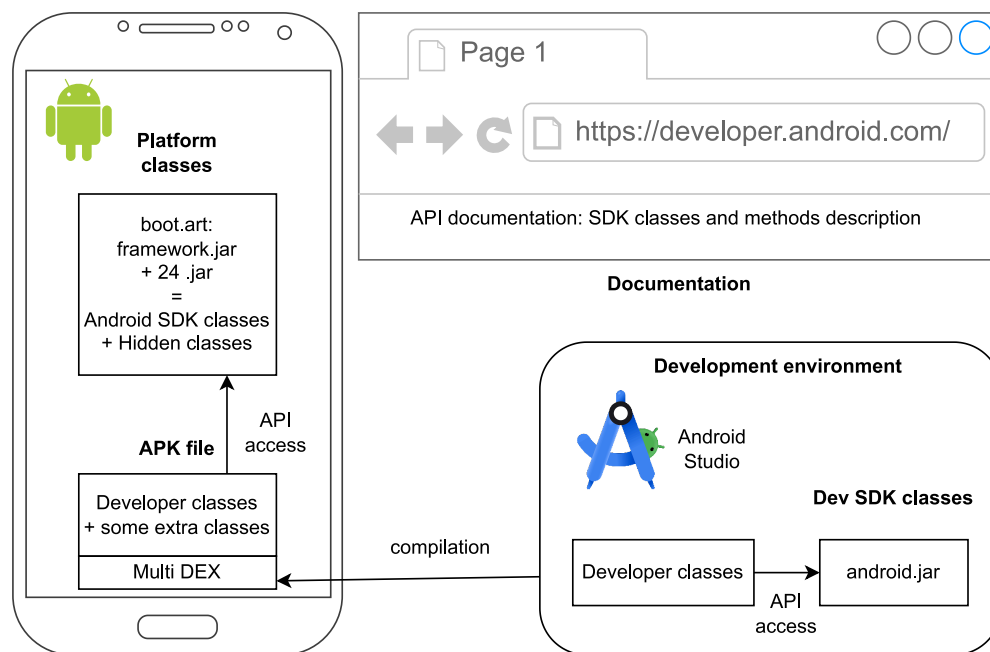 Platform
classes
boot.art:
framework.jar
+ 24 .jar
=
Android SDK classes
+ Hidden classes
API
access
APK file
Developer classes
+ some extra classes
Multi DEX
Page 1
https://developer.android.com/
API documentation: SDK classes and methods description
Documentation
compilation
Development environment
Android
Studio
Dev SDK classes
Developer classes
API
access
android.jar